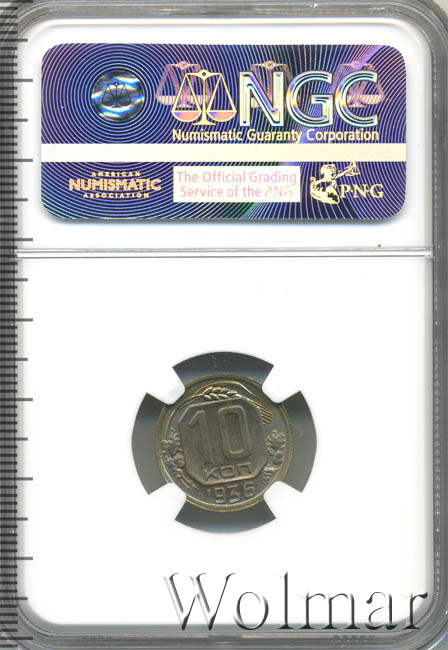 NGC
Numismatic Guaranty Corporation
AMERICAN
NUMISMATIC
ASSOCIATION
The Official Grading
Service of the ANA
PNG
10
КОП
1936
Wolmar